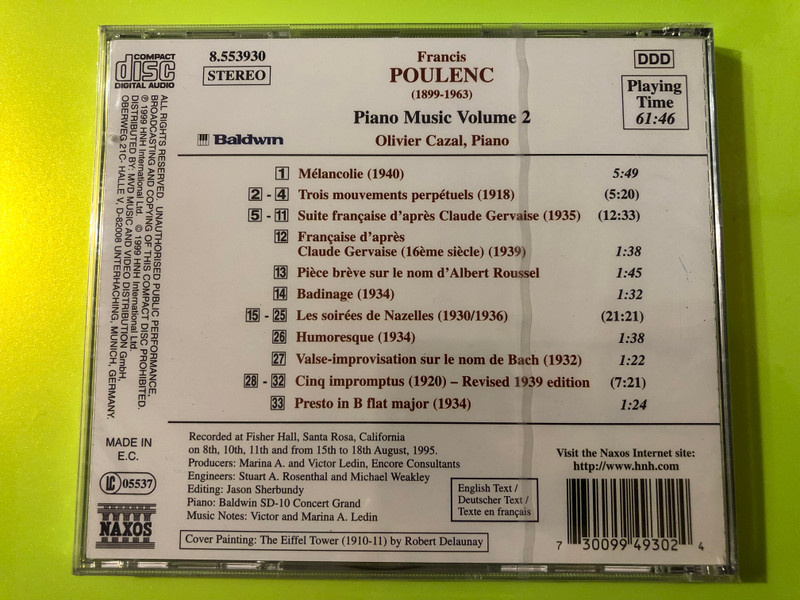 COMPACT
disc
DIGITAL AUDIO
8.553930
STEREO
Francis
POULENC
(1899-1963)
Piano Music Volume 2
Olivier Cazal, Piano
DDD
Playing
Time
61:46
Baldwin
1 Mélancolie (1940) 5:49
2 - 4 Trois mouvements perpétuels (1918) (5:20)
5 - 11 Suite française d'après Claude Gervaise (1935) (12:33)
12 Française d'après
Claude Gervaise (16ème siècle) (1939) 1:38
13 Pièce brève sur le nom d'Albert Roussel 1:45
14 Badinage (1934) 1:32
15 - 25 Les soirées de Nazelles (1930/1936) (21:21)
26 Humoresque (1934) 1:38
27 Valse-improvisation sur le nom de Bach (1932) 1:22
28 - 32 Cinq impromptus (1920) – Revised 1939 edition (7:21)
33 Presto in B flat major (1934) 1:24
ALL RIGHTS RESERVED. UNAUTHORISED PUBLIC PERFORMANCE,
BROADCASTING AND COPYING OF THIS COMPACT DISC PROHIBITED.
℗ 1999 HNH International Ltd. © 1999 HNH International Ltd.
DISTRIBUTED BY: MVD MUSIC AND VIDEO DISTRIBUTION GmbH,
OBERWEG 21C- HALLE V, D-82008 UNTERHACHING, MUNICH, GERMANY.
MADE IN
E.C.
LC 05537
NAXOS
Recorded at Fisher Hall, Santa Rosa, California
on 8th, 10th, 11th and from 15th to 18th August, 1995.
Producers: Marina A. and Victor Ledin, Encore Consultants
Engineers: Stuart A. Rosenthal and Michael Weakley
Editing: Jason Sherbundy
Piano: Baldwin SD-10 Concert Grand
Music Notes: Victor and Marina A. Ledin
Cover Painting: The Eiffel Tower (1910-11) by Robert Delaunay
English Text /
Deutscher Text /
Texte en français
Visit the Naxos Internet site:
http://www.hnh.com
7 30099 49302 4